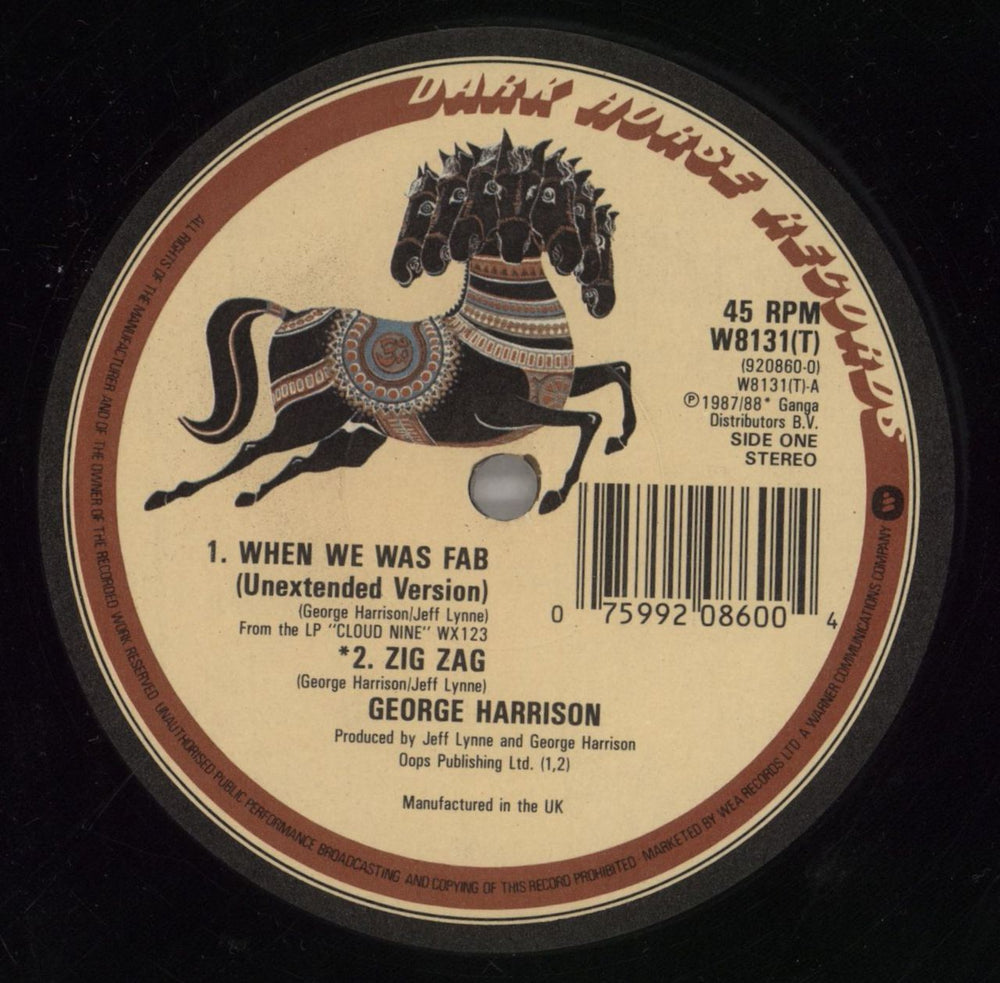 DARK HORSE RECORDS
45 RPM
W8131(T)
(920860-0)
W8131(T)-A
℗ 1987/88* Ganga
Distributors B.V.
SIDE ONE
STEREO
0 75992 08600 4
1. WHEN WE WAS FAB
(Unextended Version)
(George Harrison/Jeff Lynne)
From the LP "CLOUD NINE" WX123
*2. ZIG ZAG
(George Harrison/Jeff Lynne)
GEORGE HARRISON
Produced by Jeff Lynne and George Harrison
Oops Publishing Ltd. (1,2)
Manufactured in the UK
ALL RIGHTS OF THE MANUFACTURER AND OF THE OWNER OF THE RECORDED WORK RESERVED UNAUTHORISED PUBLIC PERFORMANCE BROADCASTING AND COPYING OF THIS RECORD PROHIBITED MARKETED BY WEA RECORDS LTD A WARNER COMMUNICATIONS COMPANY